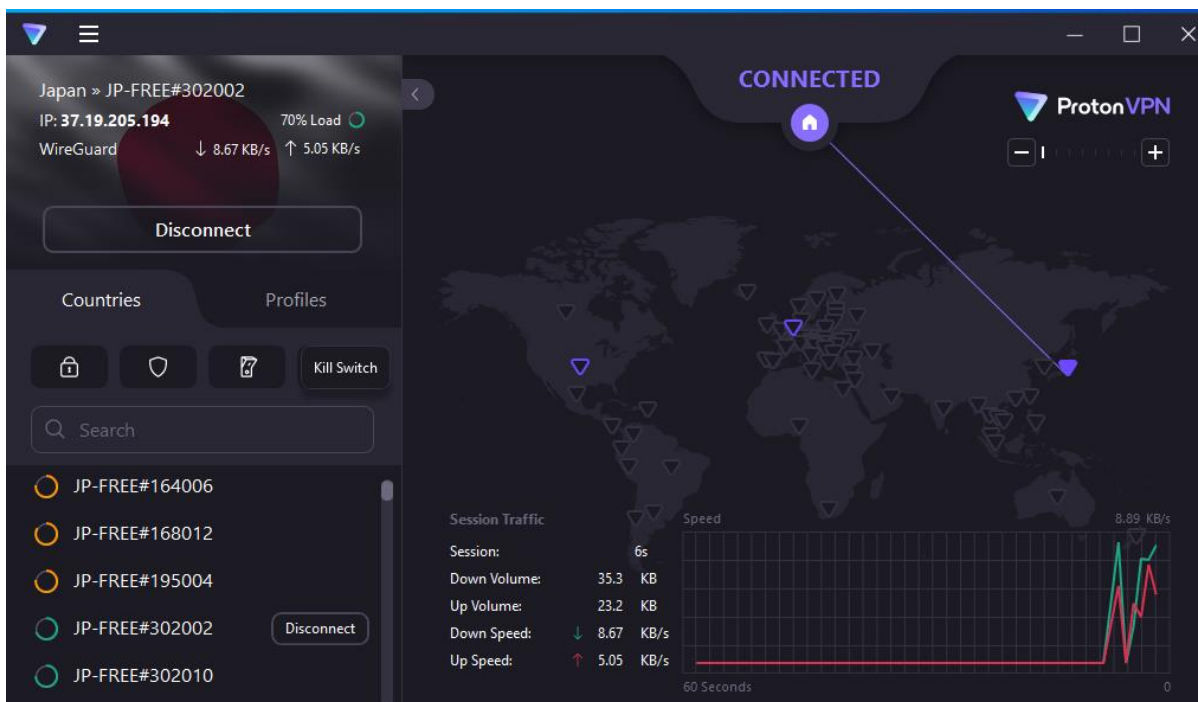 Japan » JP-FREE#302002
IP: 37.19.205.194 70% Load
WireGuard ↓ 8.67 KB/s ↑ 5.05 KB/s
Disconnect
Countries Profiles
Kill Switch
Search
JP-FREE#164006
JP-FREE#168012
JP-FREE#195004
JP-FREE#302002 Disconnect
JP-FREE#302010
CONNECTED
ProtonVPN
Session Traffic
Session: 6s
Down Volume: 35.3 KB
Up Volume: 23.2 KB
Down Speed: ↓ 8.67 KB/s
Up Speed: ↑ 5.05 KB/s
Speed 8.89 KB/s
60 Seconds 0